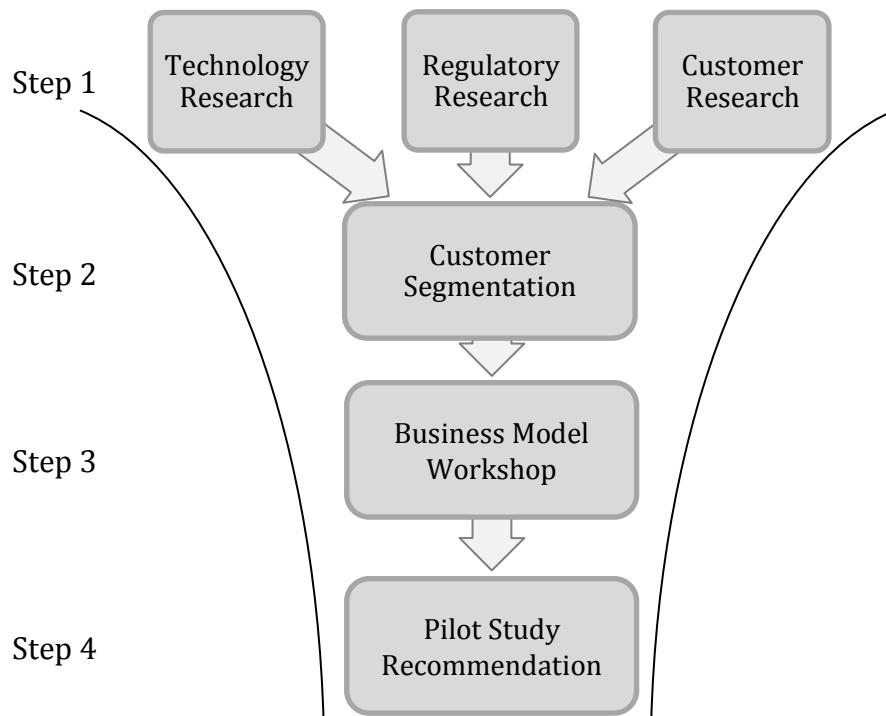 Step 1
Technology
Research
Regulatory
Research
Customer
Research
Step 2
Customer
Segmentation
Step 3
Business Model
Workshop
Step 4
Pilot Study
Recommendation